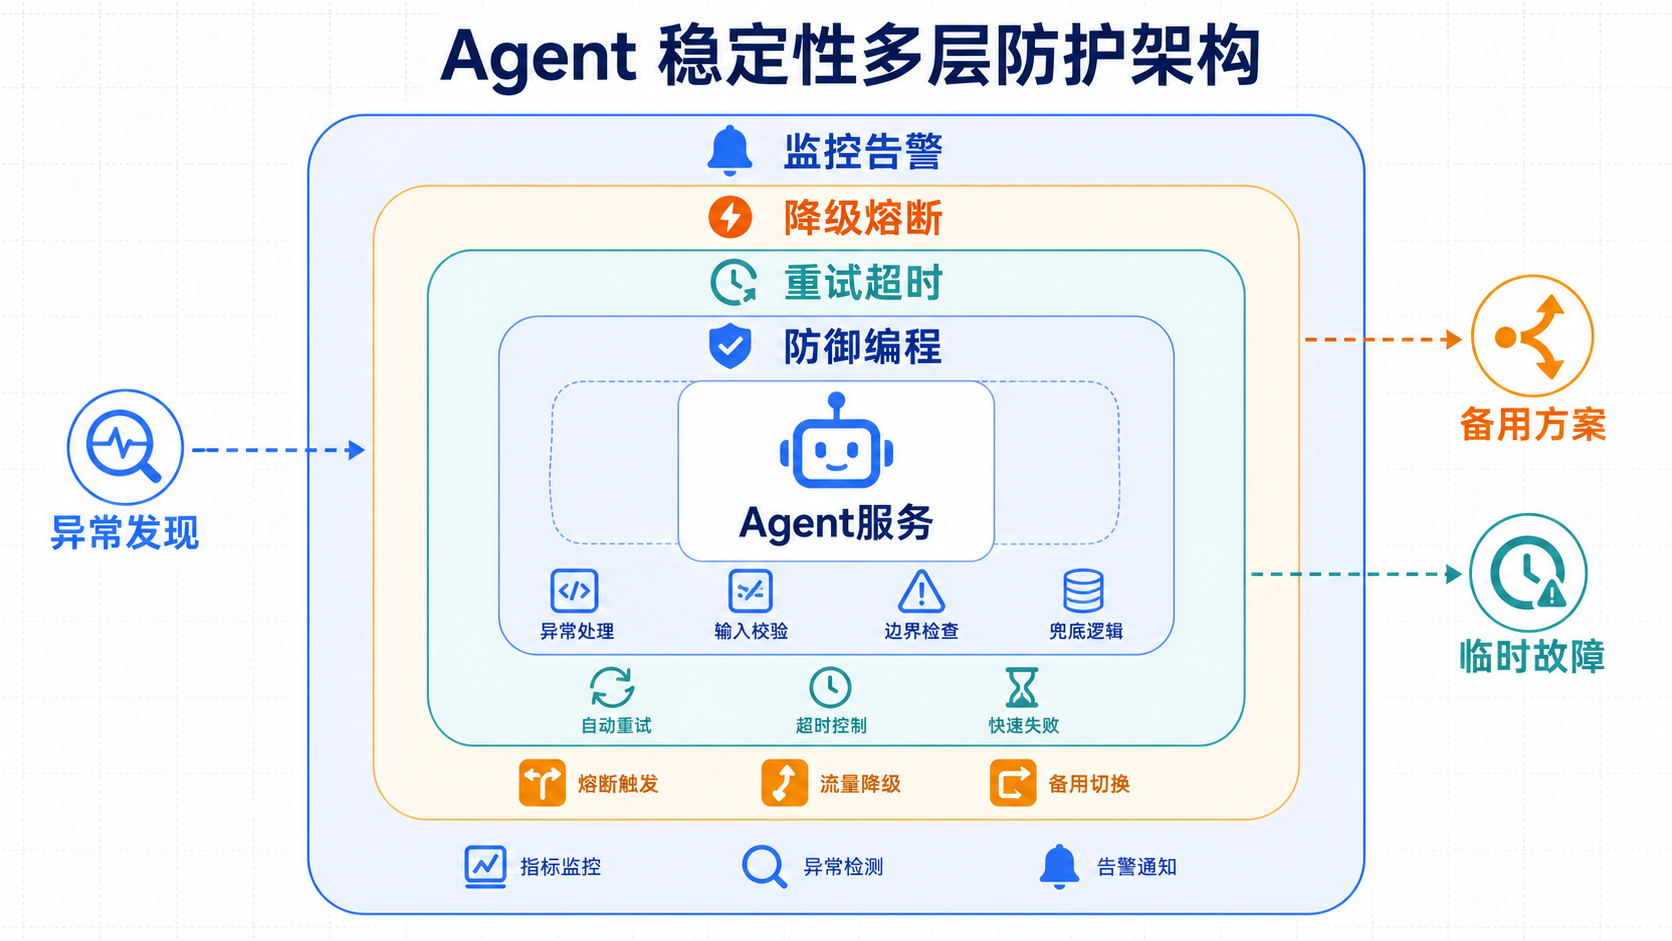 Agent 稳定性多层防护架构
监控告警
降级熔断
重试超时
防御编程
Agent服务
异常处理
输入校验
边界检查
兜底逻辑
自动重试
超时控制
快速失败
熔断触发
流量降级
备用切换
指标监控
异常检测
告警通知
异常发现
备用方案
临时故障